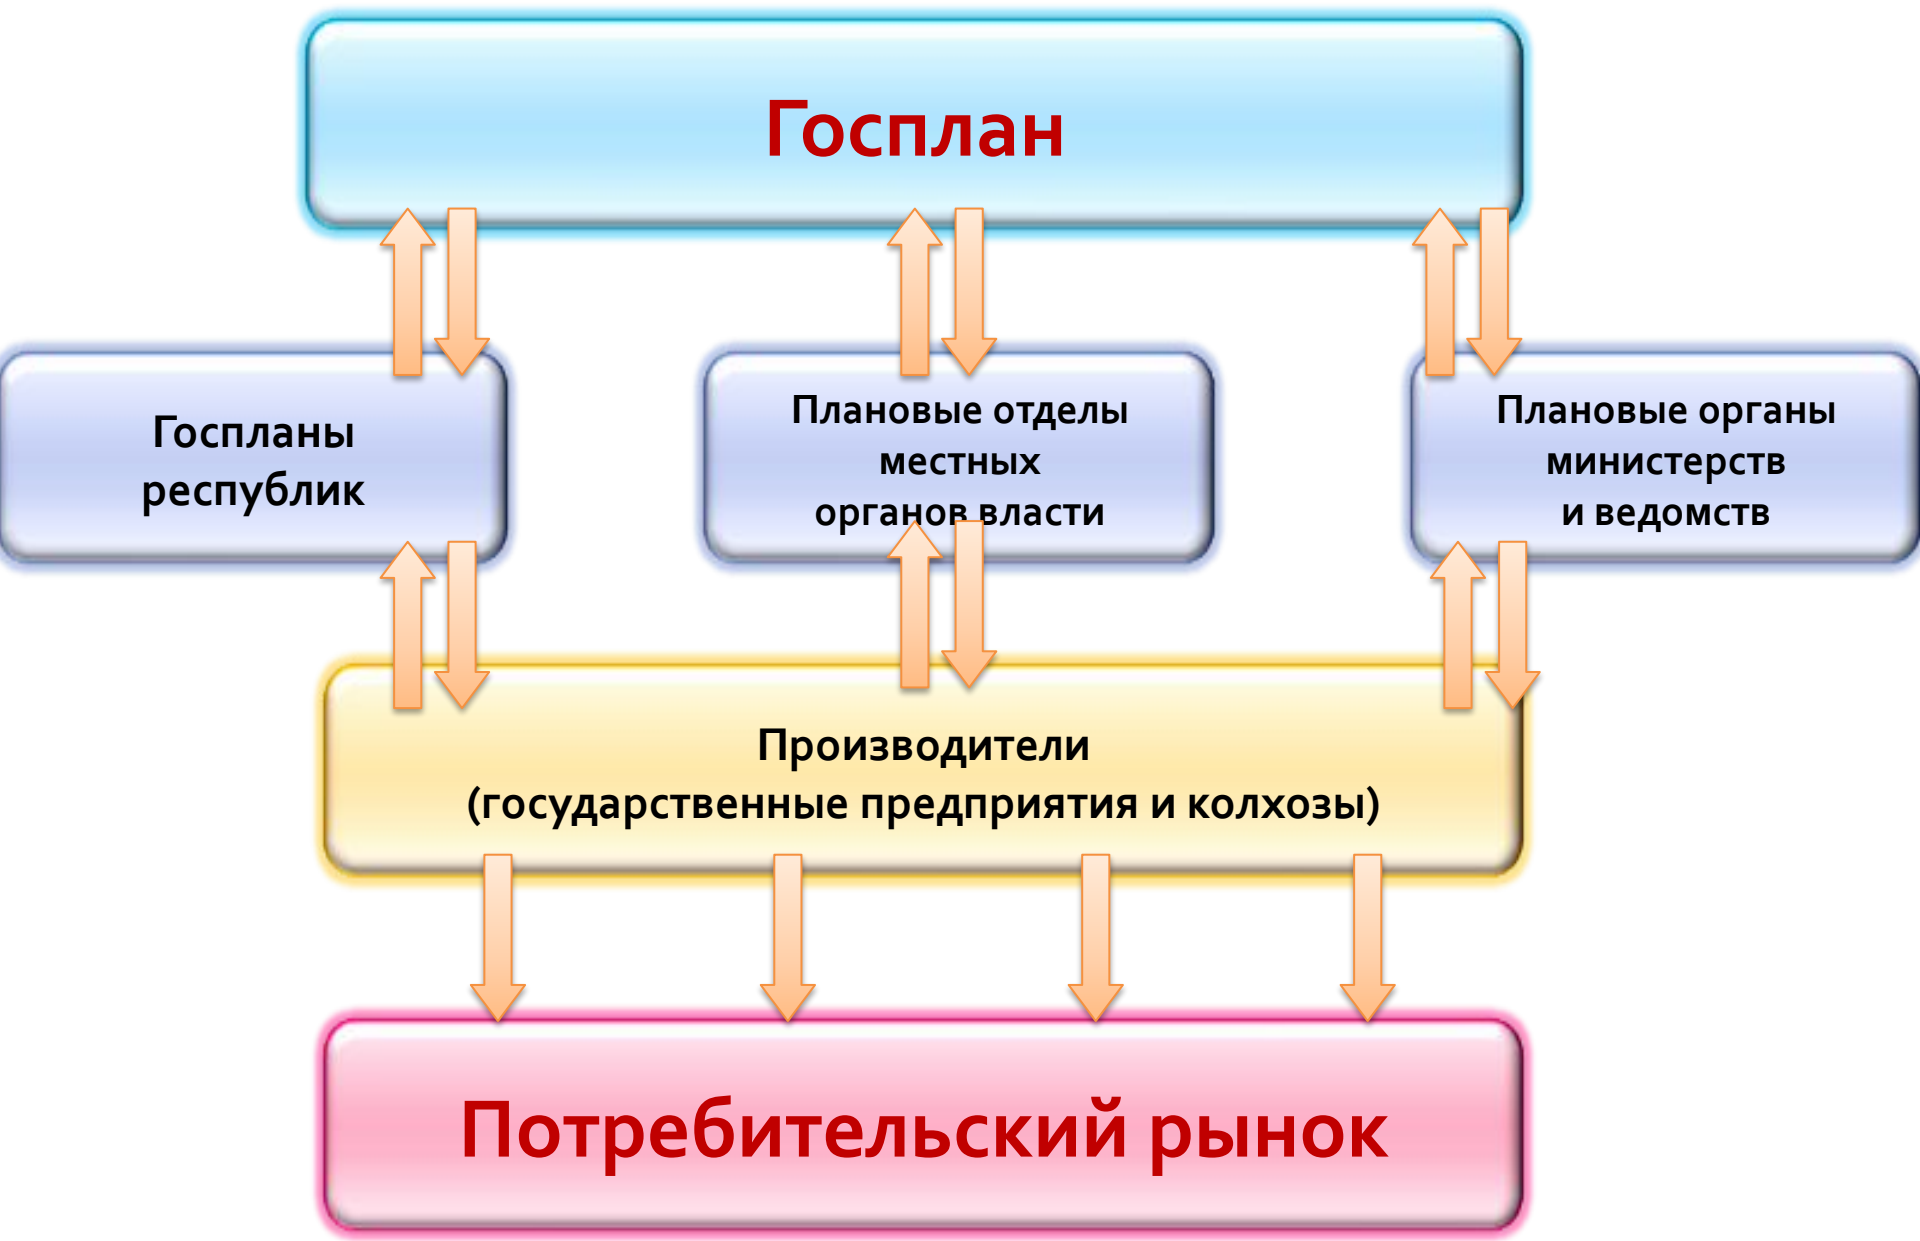 Госплан
Госпланы
республик
Плановые отделы
местных
органов власти
Плановые органы
министерств
и ведомств
Производители
(государственные предприятия и колхозы)
Потребительский рынок